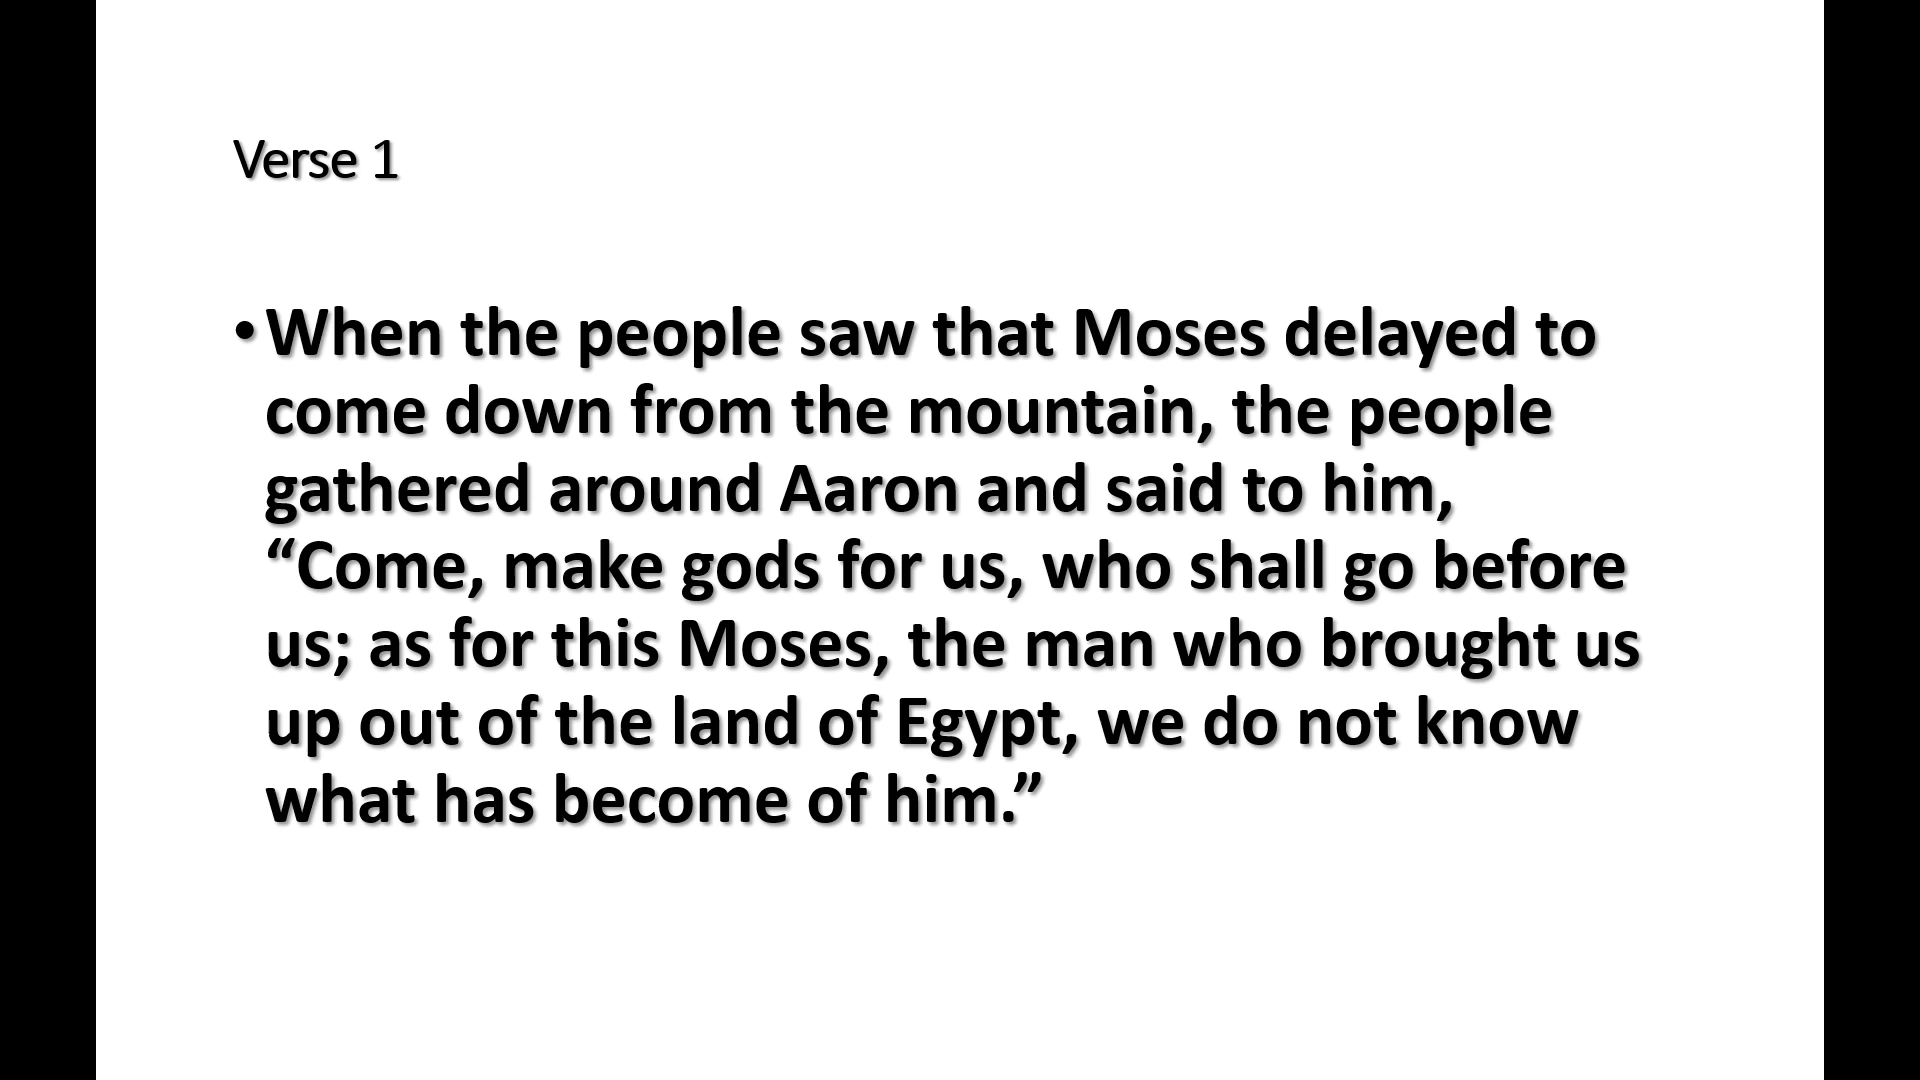 Verse 1
• When the people saw that Moses delayed to
come down from the mountain, the people
gathered around Aaron and said to him,
“Come, make gods for us, who shall go before
us; as for this Moses, the man who brought us
up out of the land of Egypt, we do not know
what has become of him.”